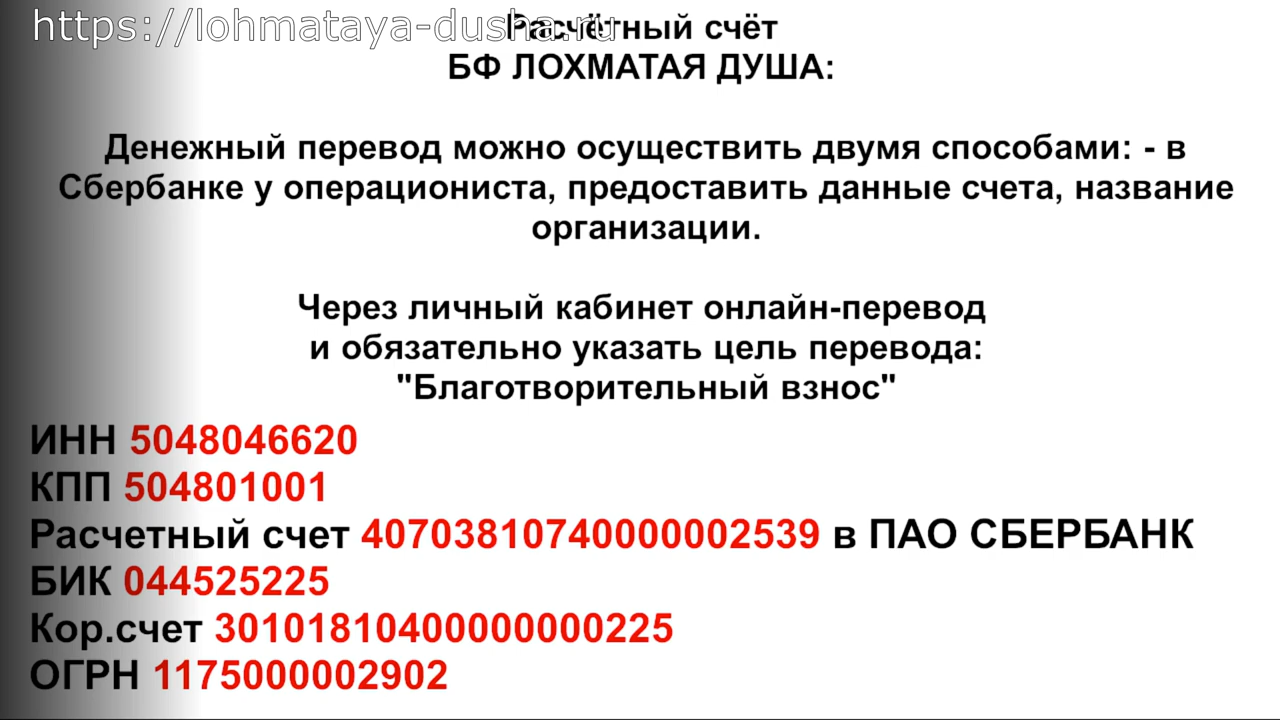 https://lohmataya-dusha.ru
Расчётный счёт
БФ ЛОХМАТАЯ ДУША:
Денежный перевод можно осуществить двумя способами: - в
Сбербанке у операциониста, предоставить данные счета, название
организации.
Через личный кабинет онлайн-перевод
и обязательно указать цель перевода:
"Благотворительный взнос"
ИНН 5048046620
КПП 504801001
Расчетный счет 40703810740000002539 в ПАО СБЕРБАНК
БИК 044525225
Кор.счет 30101810400000000225
ОГРН 1175000002902